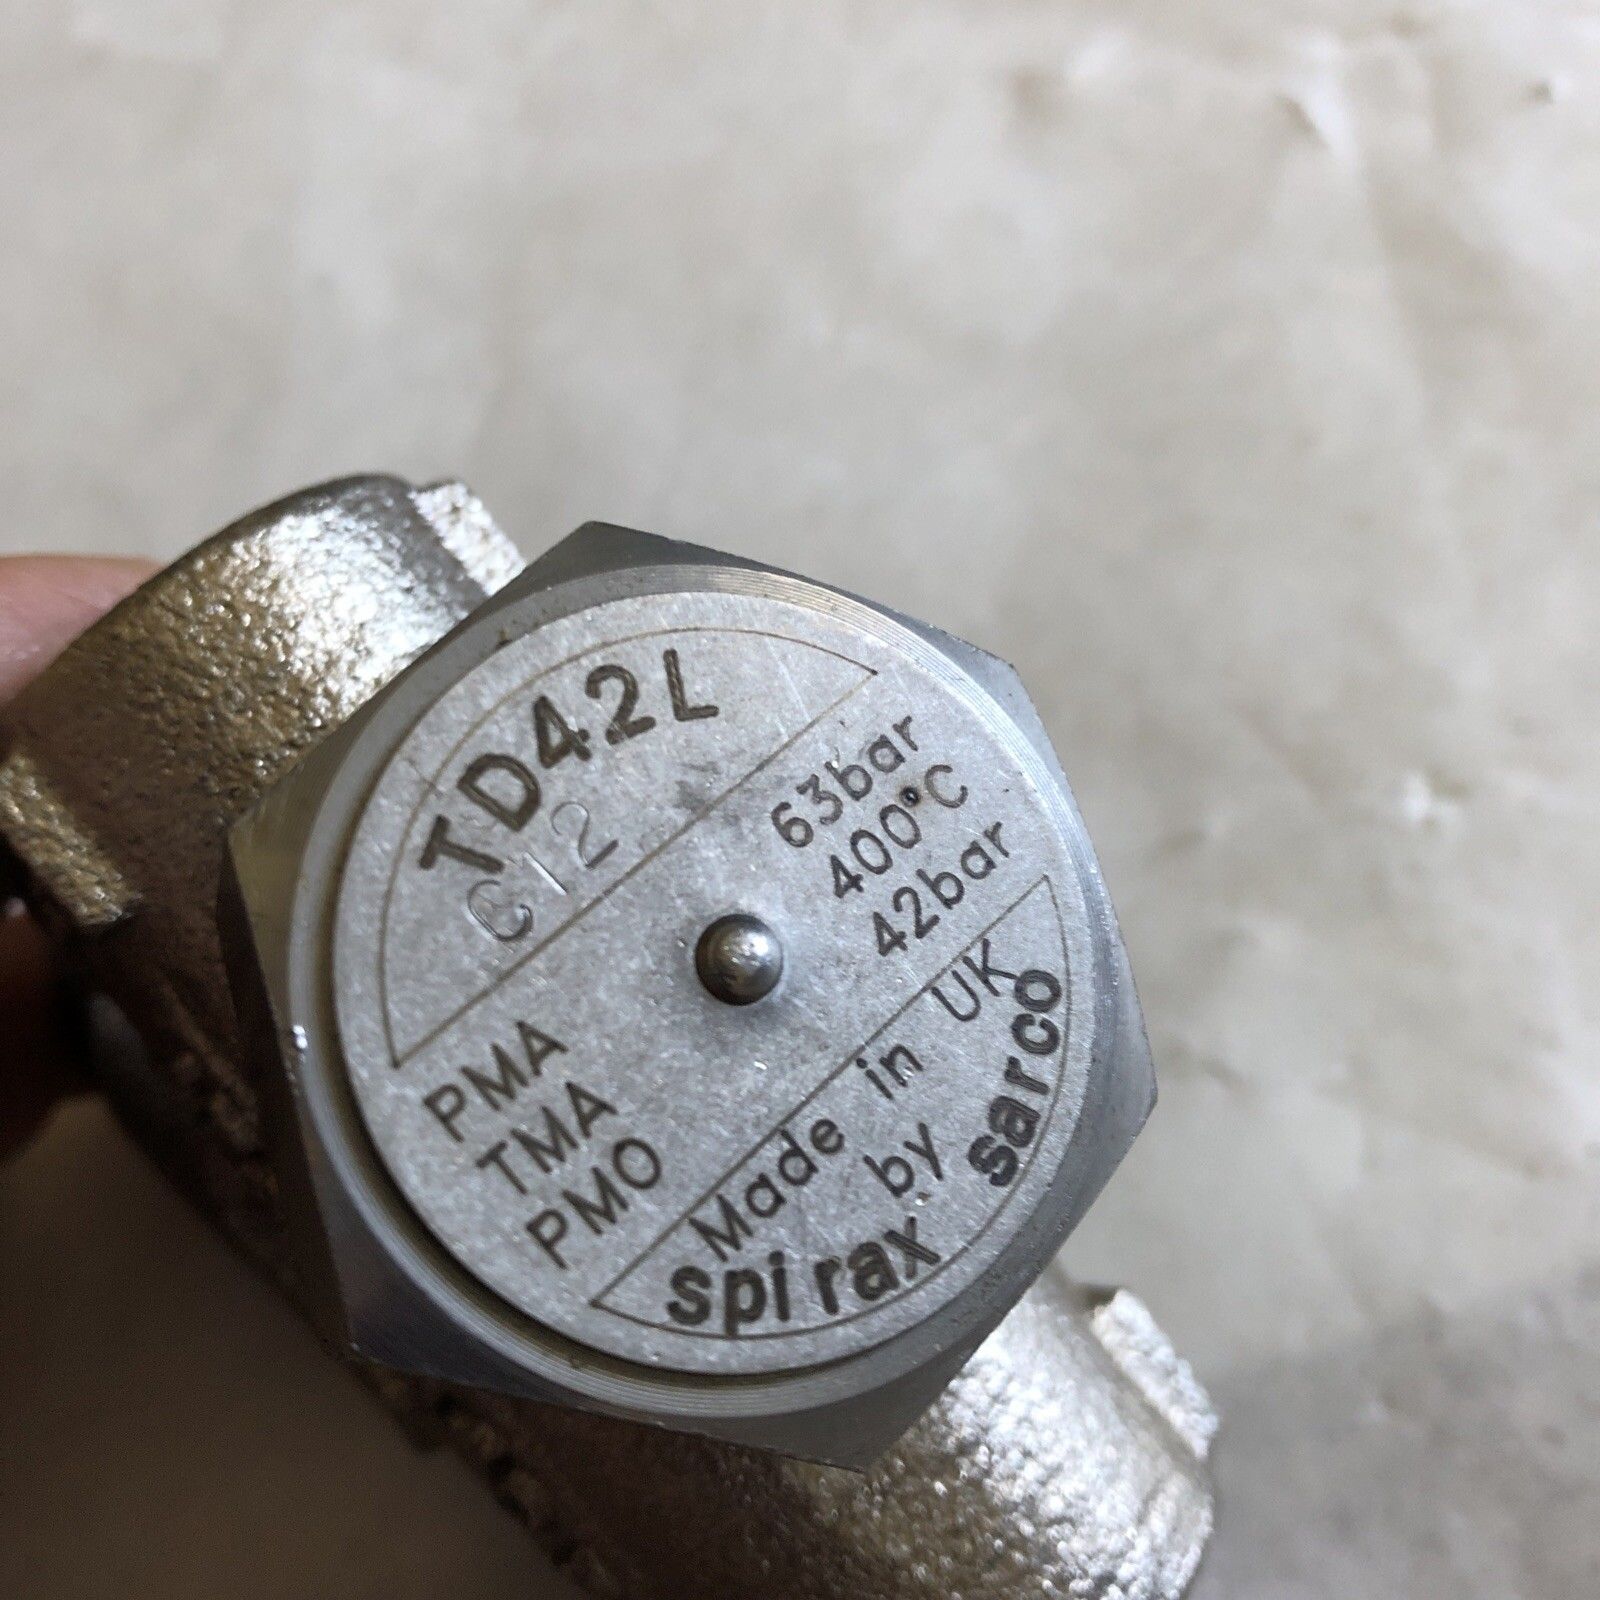 TD42L
C12
PMA 63bar
TMA 400°C
PMO 42bar
Made in UK
by
spirax sarco